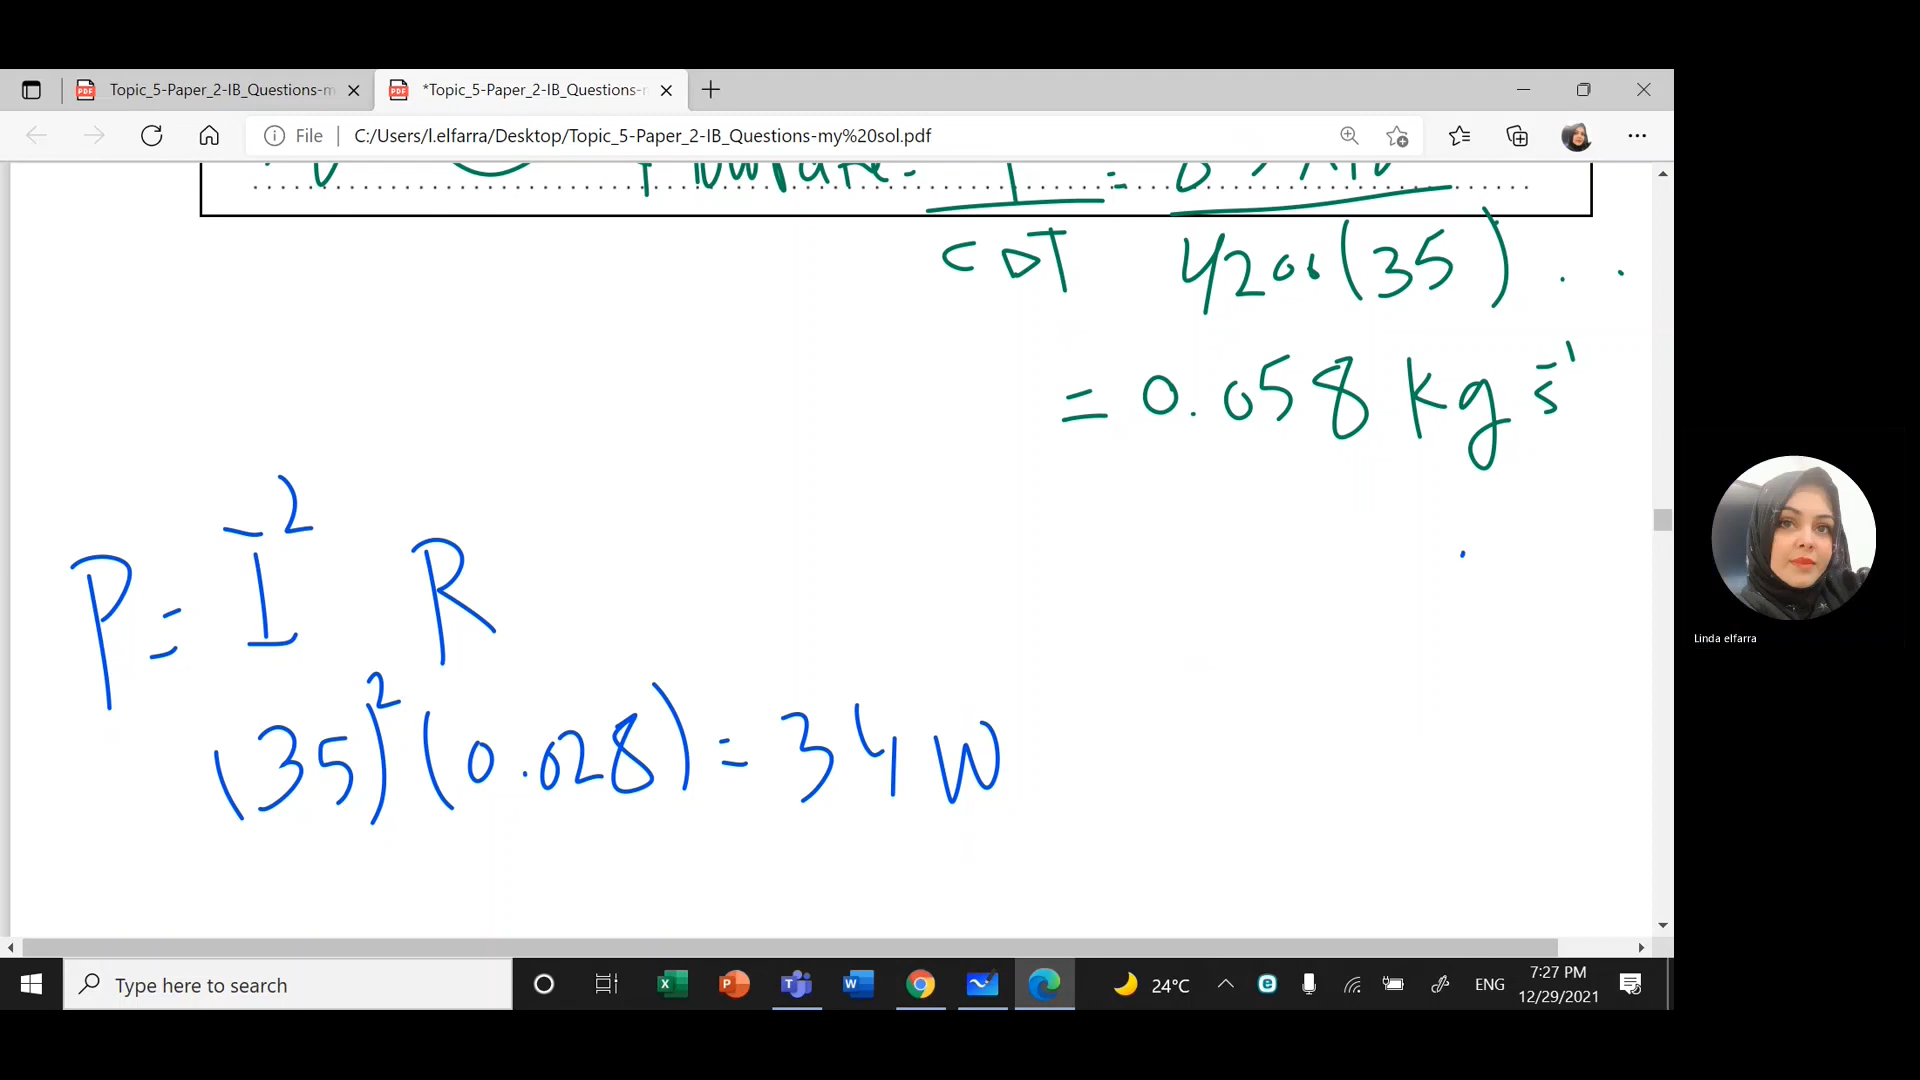 Topic_5-Paper_2-IB_Questions-m
*Topic_5-Paper_2-IB_Questions-
File
C:/Users/l.elfarra/Desktop/Topic_5-Paper_2-IB_Questions-my%20sol.pdf
CΔT 4200(35)
= 0.058 kg s⁻¹
P = I² R
(35)² (0.028) = 34 W
Linda elfarra
Type here to search
24°C
ENG
7:27 PM
12/29/2021